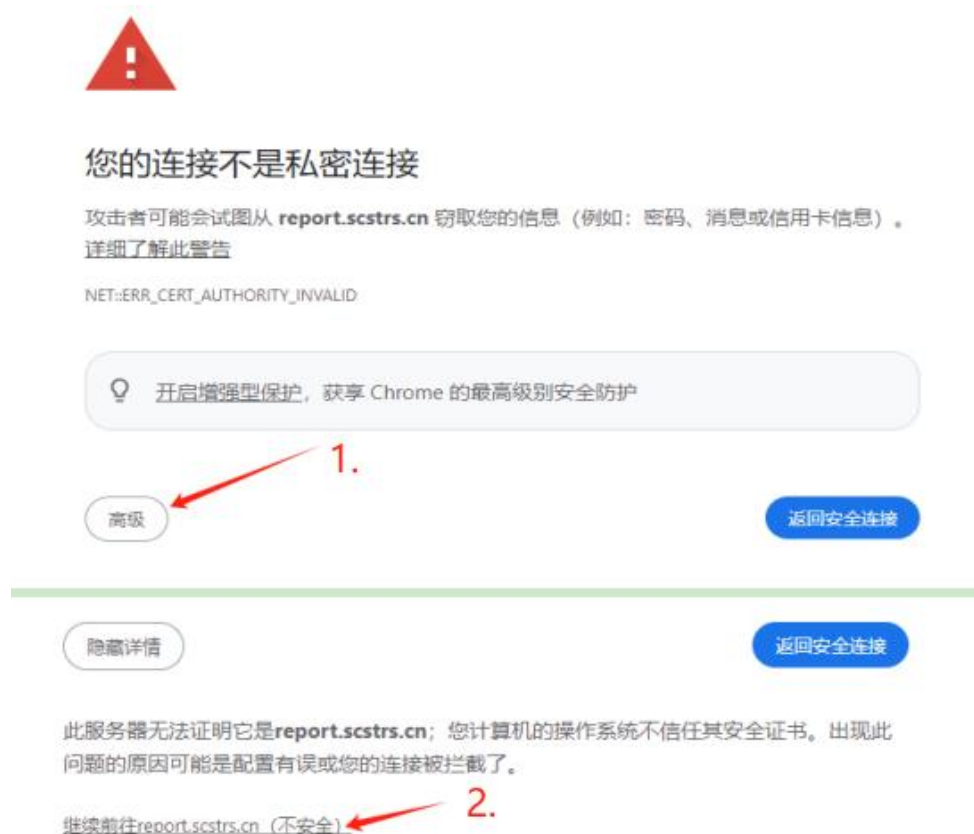 您的连接不是私密连接
攻击者可能会试图从 report.scstrs.cn 窃取您的信息（例如：密码、消息或信用卡信息）。
详细了解此警告
NET::ERR_CERT_AUTHORITY_INVALID
开启增强型保护，获享 Chrome 的最高级别安全防护
1.
高级
返回安全连接
隐藏详情
返回安全连接
此服务器无法证明它是report.scstrs.cn；您计算机的操作系统不信任其安全证书。出现此
问题的原因可能是配置有误或您的连接被拦截了。
2.
继续前往report.scstrs.cn（不安全）